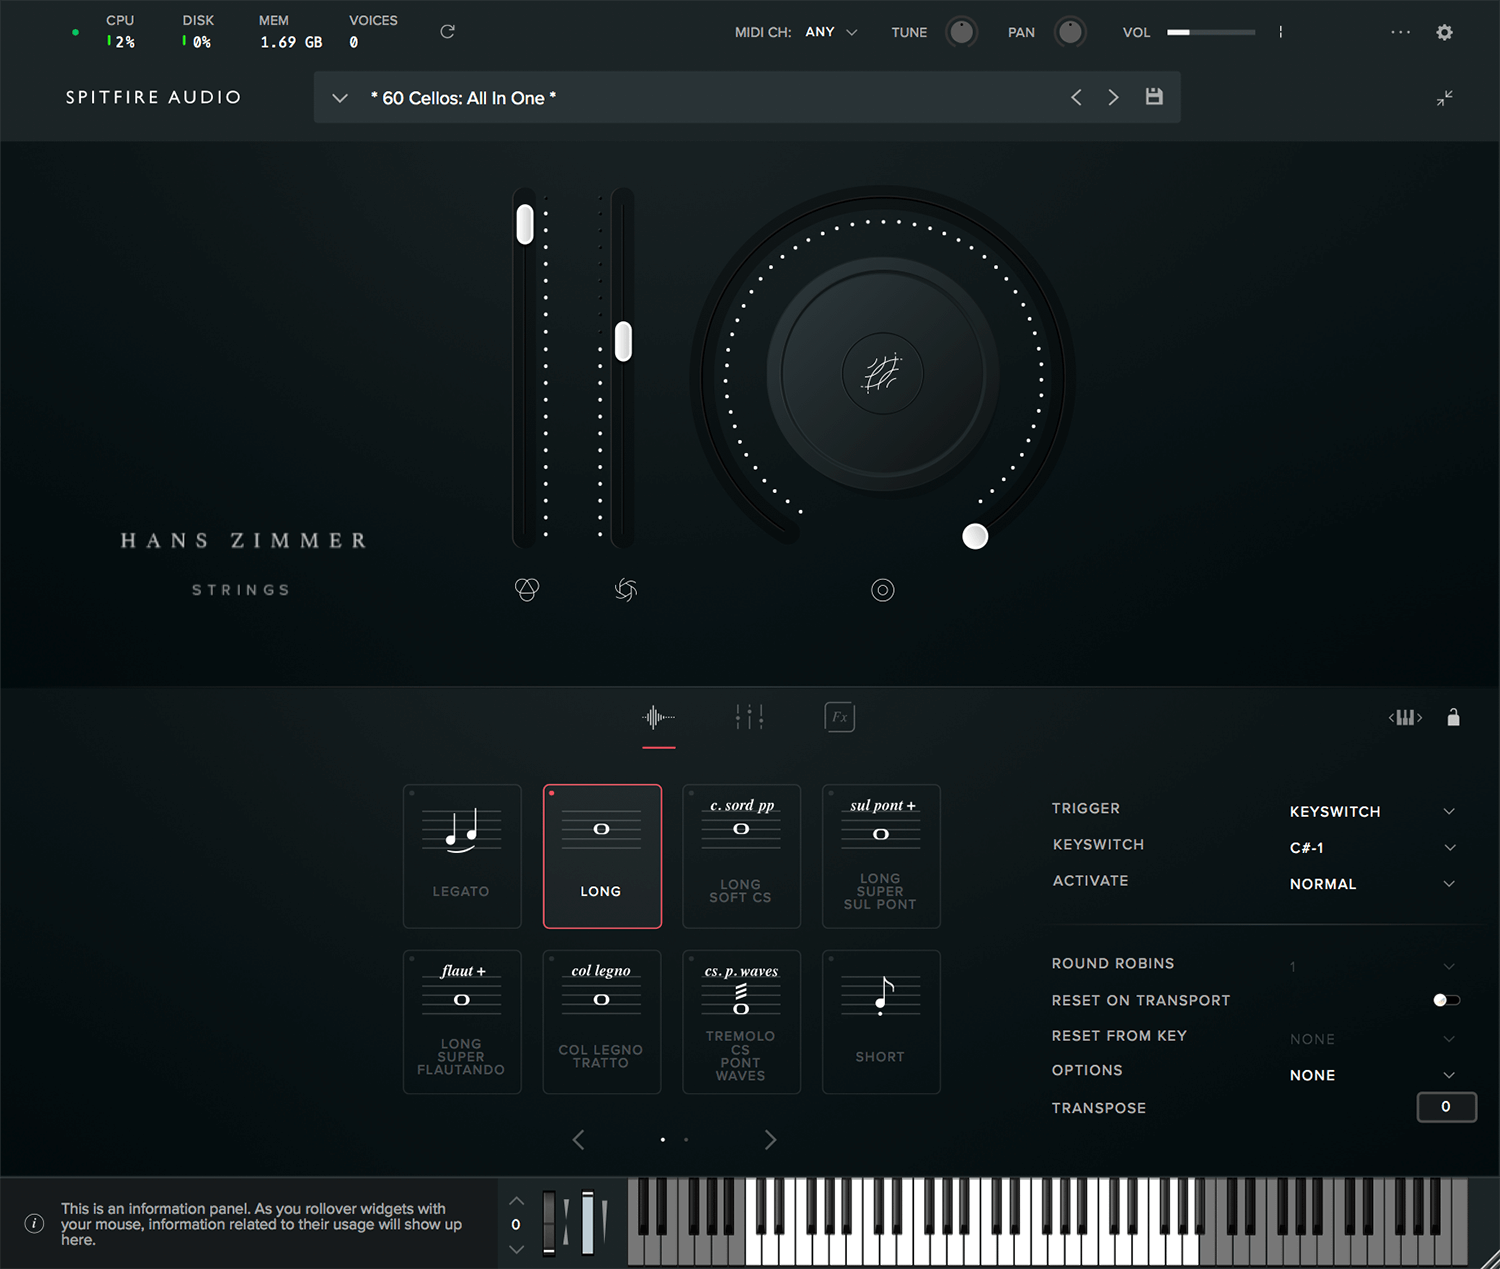 CPU
DISK
MEM
VOICES
2%
0%
1.69 GB
0
MIDI CH: ANY
TUNE
PAN
VOL
SPITFIRE AUDIO
* 60 Cellos: All In One *
HANS ZIMMER
STRINGS
Fx
LEGATO
LONG
c. sord pp
LONG
SOFT CS
sul pont +
LONG
SUPER
SUL PONT
flaut +
LONG
SUPER
FLAUTANDO
col legno
COL LEGNO
TRATTO
cs. p. waves
TREMOLO
CS
PONT
WAVES
SHORT
TRIGGER
KEYSWITCH
KEYSWITCH
C#-1
ACTIVATE
NORMAL
ROUND ROBINS
1
RESET ON TRANSPORT
RESET FROM KEY
NONE
OPTIONS
NONE
TRANSPOSE
0
This is an information panel. As you rollover widgets with
your mouse, information related to their usage will show up
here.
0